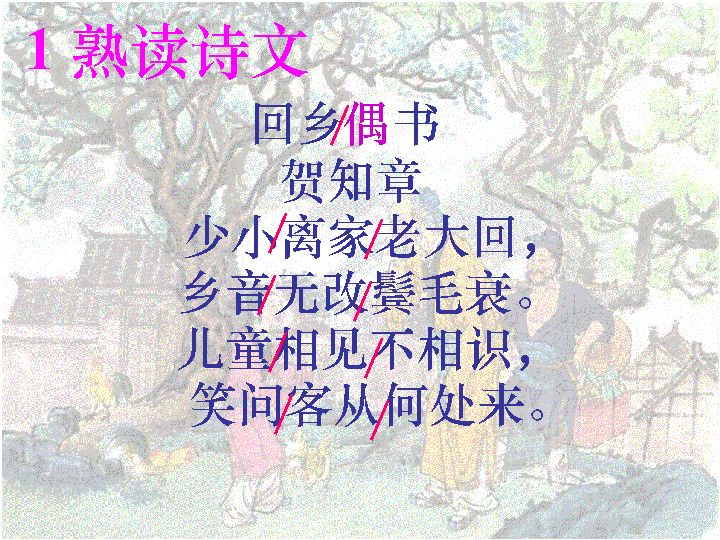 1 熟读诗文
回乡/偶书
贺知章
少小/离家/老大回，
乡音/无改/鬓毛衰。
儿童/相见/不相识，
笑问/客从/何处来。